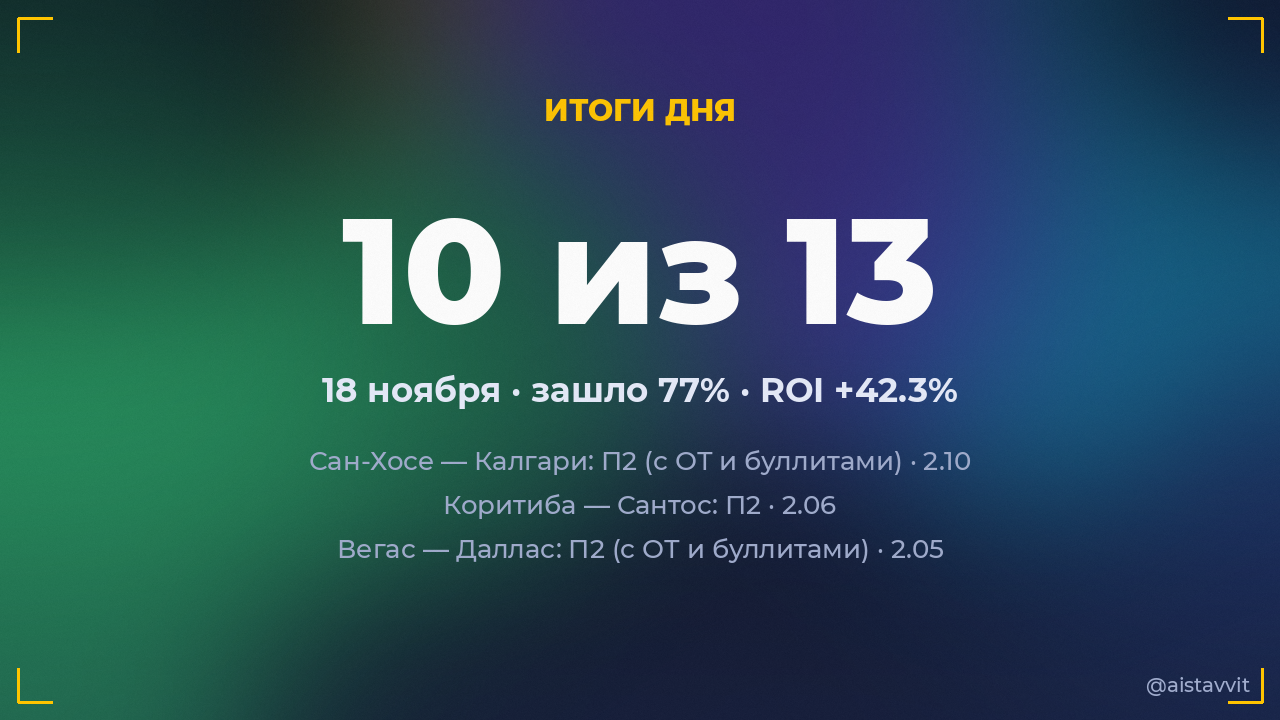 ИТОГИ ДНЯ
10 из 13
18 ноября · зашло 77% · ROI +42.3%
Сан-Хосе — Калгари: П2 (с ОТ и буллитами) · 2.10
Коритиба — Сантос: П2 · 2.06
Вегас — Даллас: П2 (с ОТ и буллитами) · 2.05
@aistavvit